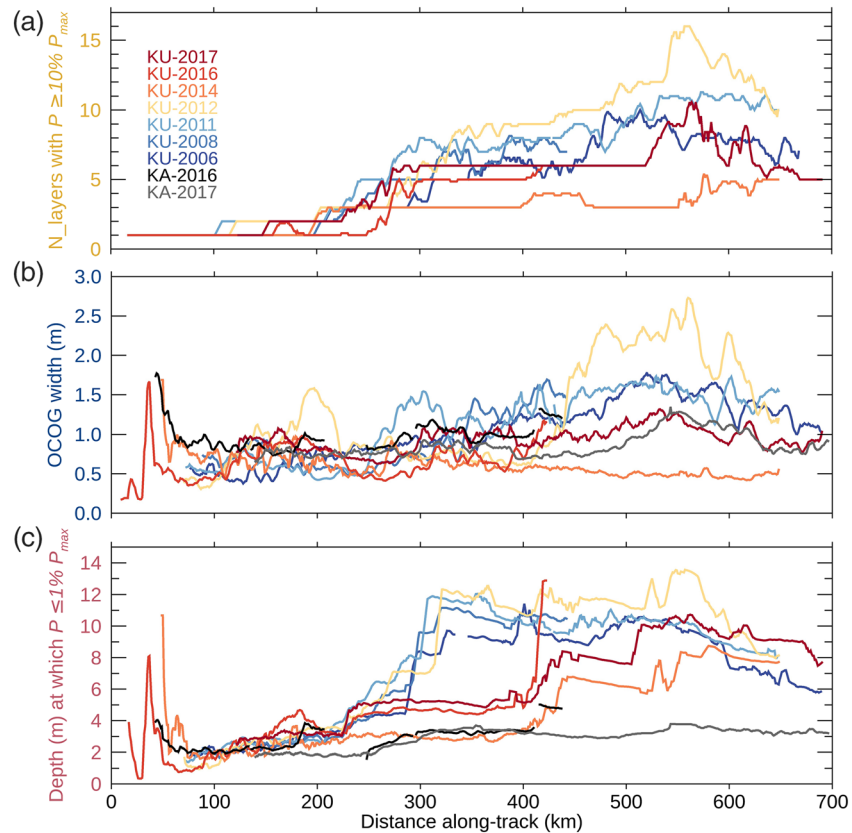 (a)
N_layers with P ≥10% Pmax
15
10
5
0
KU-2017
KU-2016
KU-2014
KU-2012
KU-2011
KU-2008
KU-2006
KA-2016
KA-2017
(b)
OCOG width (m)
3.0
2.5
2.0
1.5
1.0
0.5
0.0
(c)
Depth (m) at which P ≤1% Pmax
14
12
10
8
6
4
2
0
0 100 200 300 400 500 600 700
Distance along-track (km)